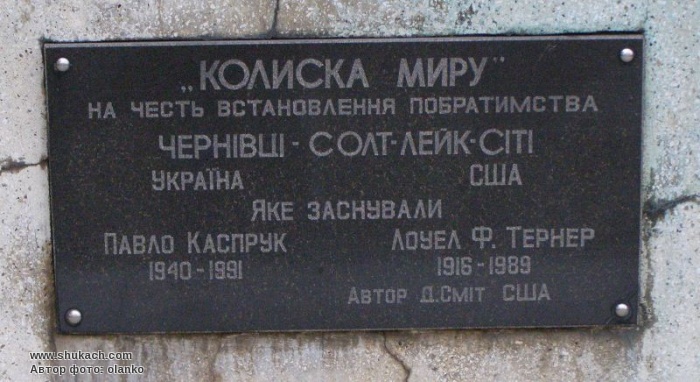 „КОЛИСКА МИРУ"
НА ЧЕСТЬ ВСТАНОВЛЕННЯ ПОБРАТИМСТВА
ЧЕРНІВЦІ - СОЛТ-ЛЕЙК-СІТІ
УКРАЇНА США
ЯКЕ ЗАСНУВАЛИ
ПАВЛО КАСПРУК ЛОУЕЛ Ф. ТЕРНЕР
1940-1991 1916-1989
АВТОР Д.СМІТ США
www.shukach.com
Автор фото: olanko